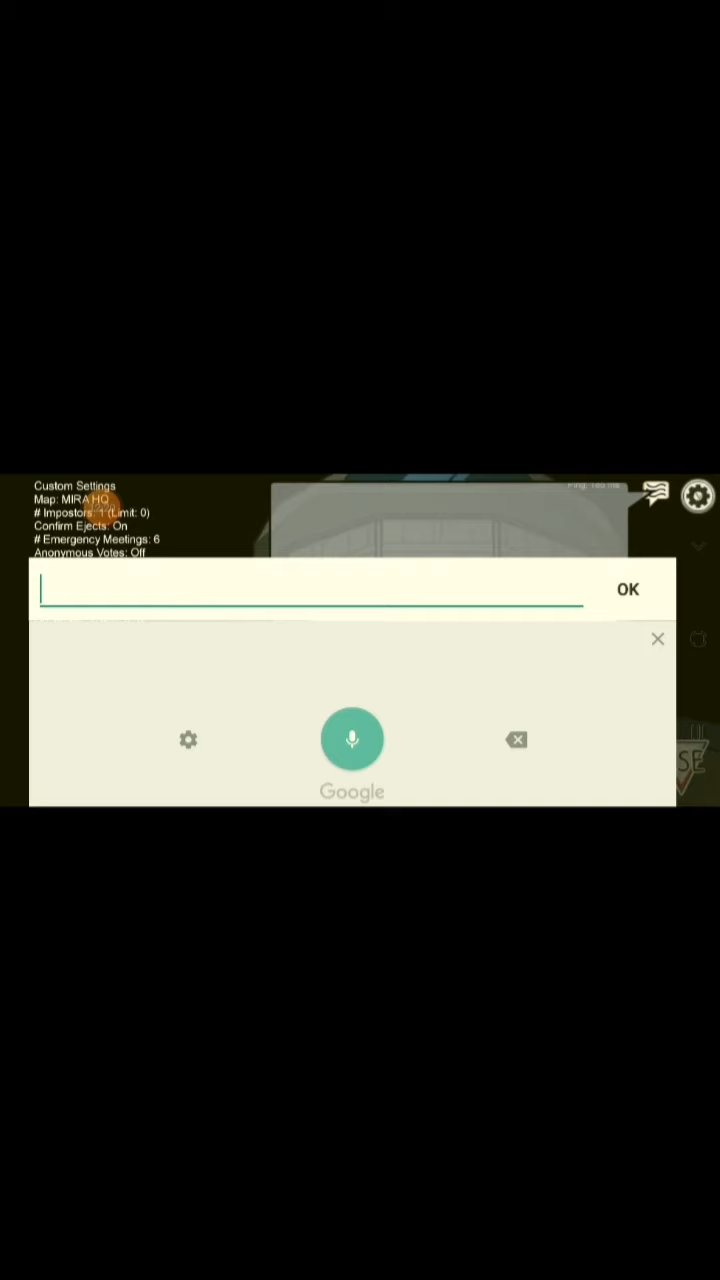 Custom Settings
Map: MIRA HQ
# Impostors: 1 (Limit: 0)
Confirm Ejects: On
# Emergency Meetings: 6
Anonymous Votes: Off
OK
SE
Google